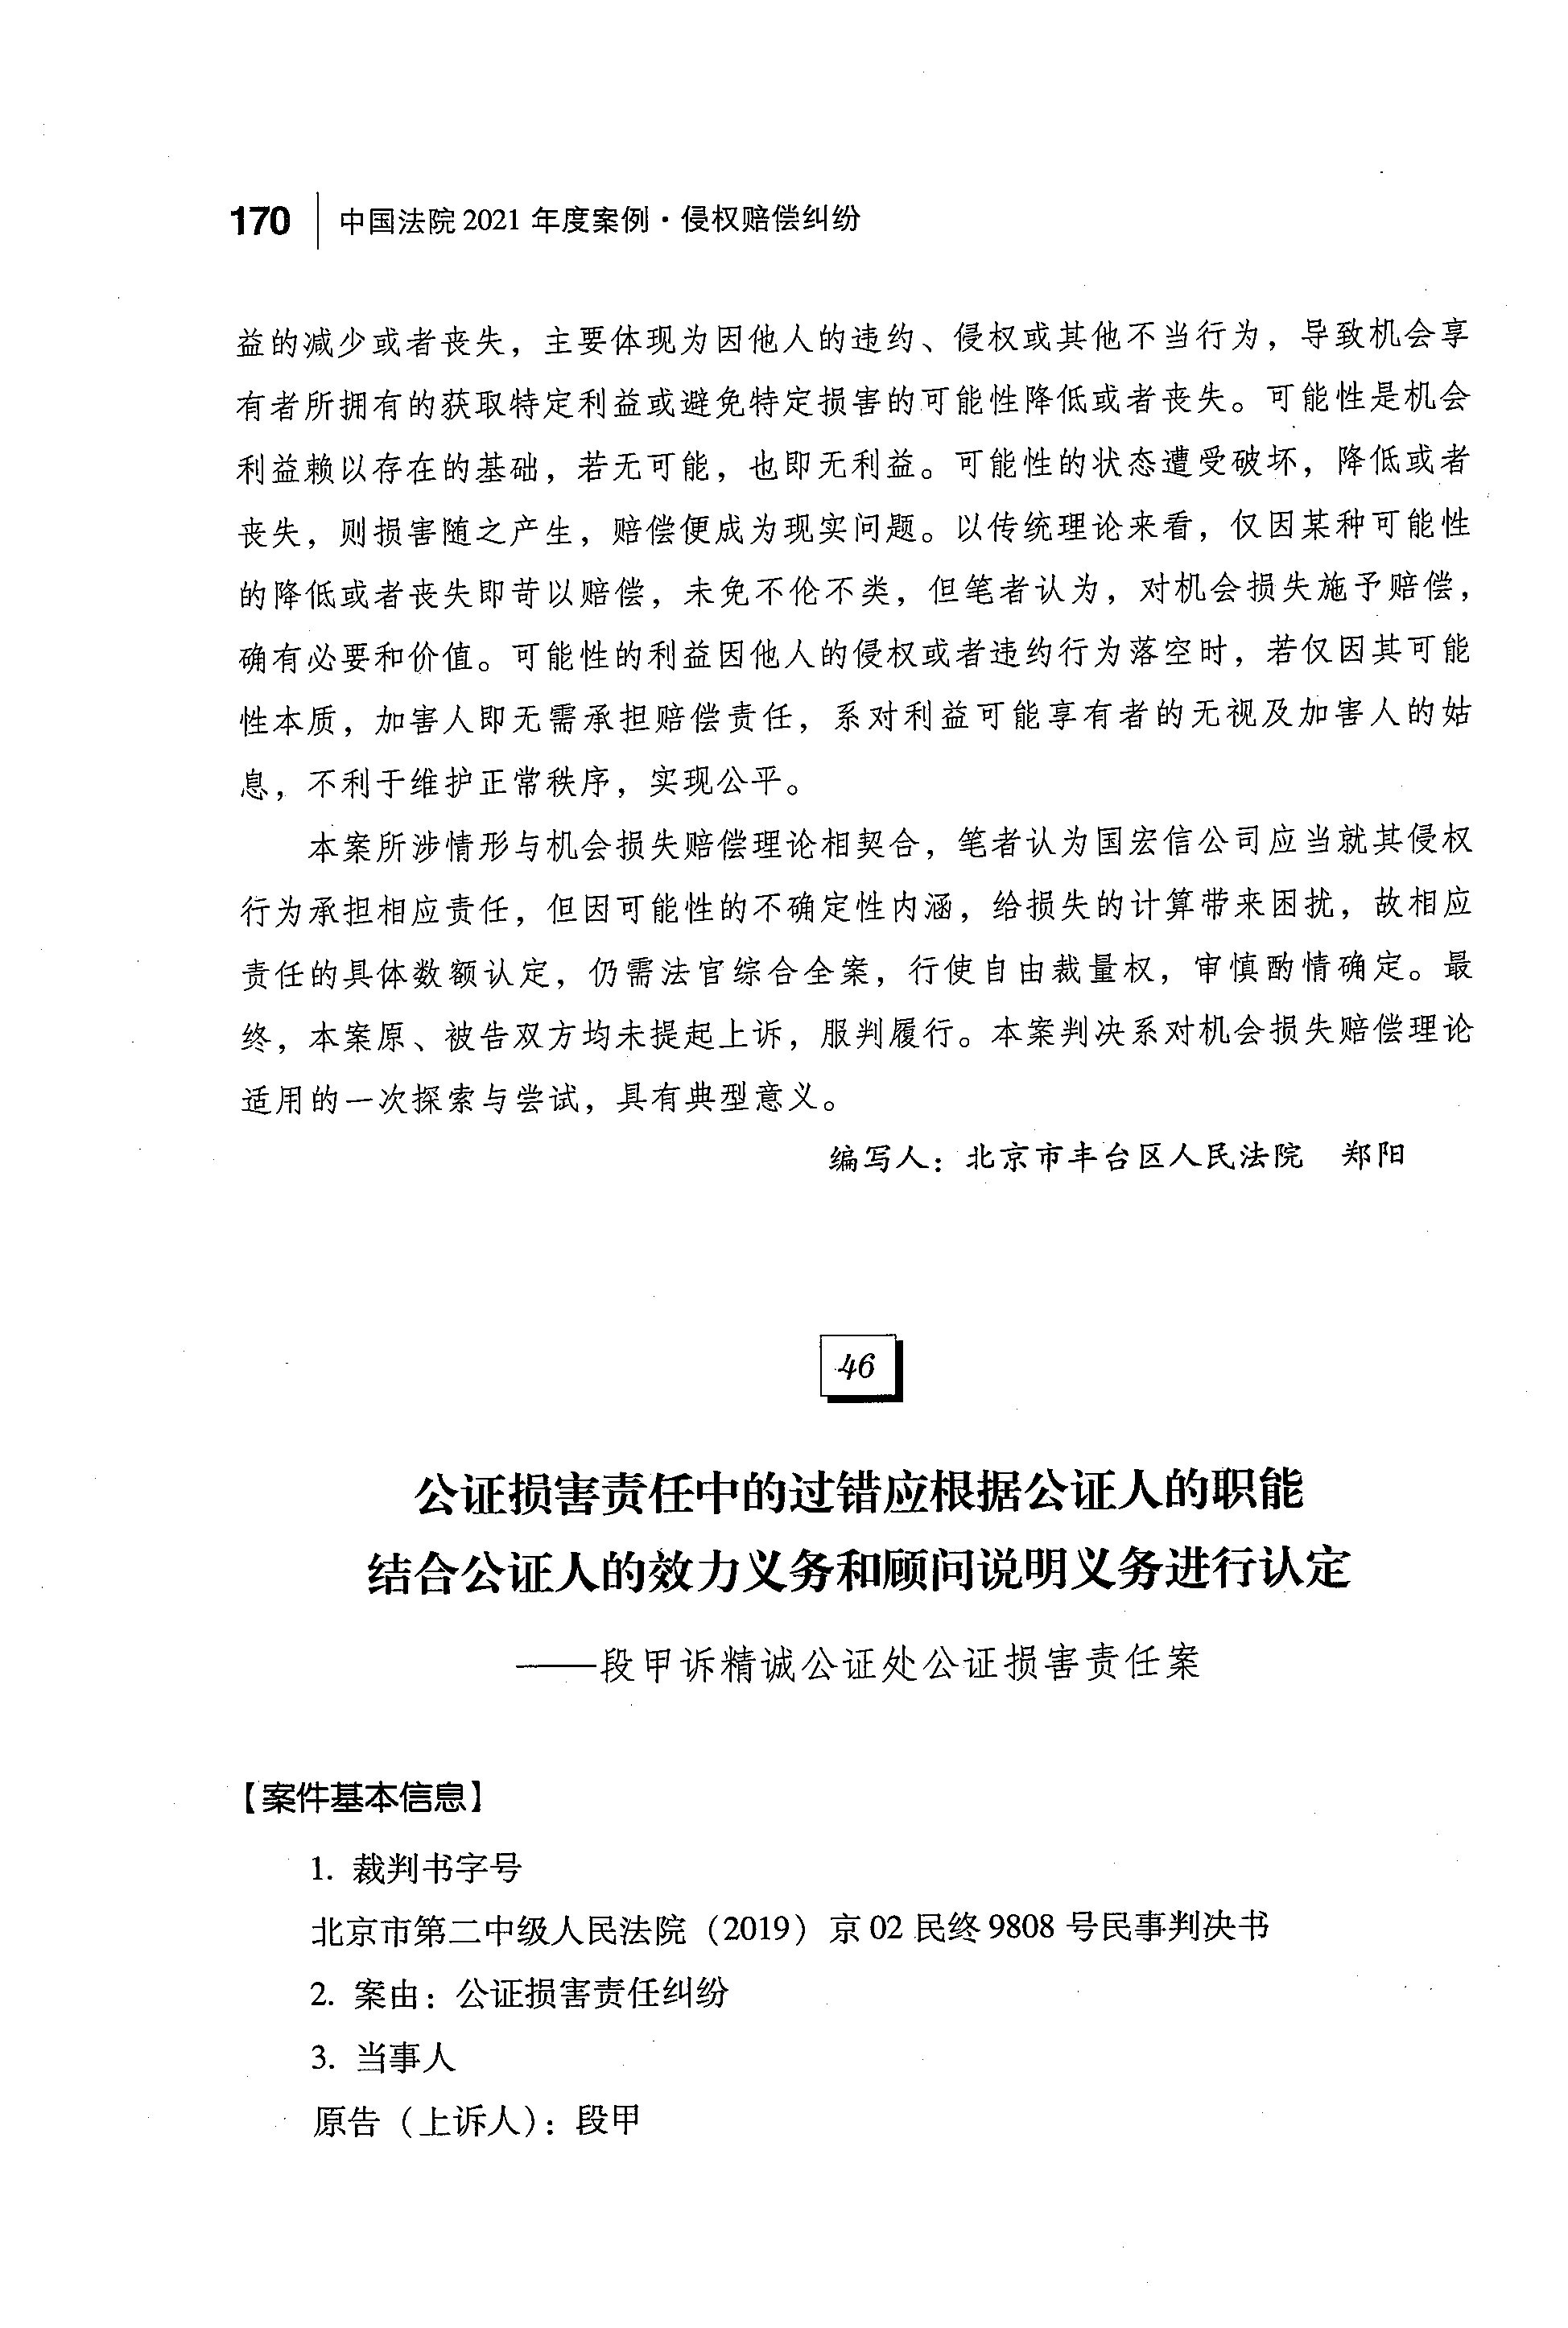 170 中国法院2021年度案例·侵权赔偿纠纷
益的减少或者丧失，主要体现为因他人的违约、侵权或其他不当行为，导致机会享
有者所拥有的获取特定利益或避免特定损害的可能性降低或者丧失。可能性是机会
利益赖以存在的基础，若无可能，也即无利益。可能性的状态遭受破坏，降低或者
丧失，则损害随之产生，赔偿便成为现实问题。以传统理论来看，仅因某种可能性
的降低或者丧失即苛以赔偿，未免不伦不类，但笔者认为，对机会损失施予赔偿，
确有必要和价值。可能性的利益因他人的侵权或者违约行为落空时，若仅因其可能
性本质，加害人即无需承担赔偿责任，系对利益可能享有者的无视及加害人的姑
息，不利于维护正常秩序，实现公平。
本案所涉情形与机会损失赔偿理论相契合，笔者认为国宏信公司应当就其侵权
行为承担相应责任，但因可能性的不确定性内涵，给损失的计算带来困扰，故相应
责任的具体数额认定，仍需法官综合全案，行使自由裁量权，审慎酌情确定。最
终，本案原、被告双方均未提起上诉，服判履行。本案判决系对机会损失赔偿理论
适用的一次探索与尝试，具有典型意义。
编写人：北京市丰台区人民法院 郑阳
46
公证损害责任中的过错应根据公证人的职能
结合公证人的效力义务和顾问说明义务进行认定
——段甲诉精诚公证处公证损害责任案
【案件基本信息】
1. 裁判书字号
北京市第二中级人民法院（2019）京02民终9808号民事判决书
2. 案由：公证损害责任纠纷
3. 当事人
原告（上诉人）：段甲